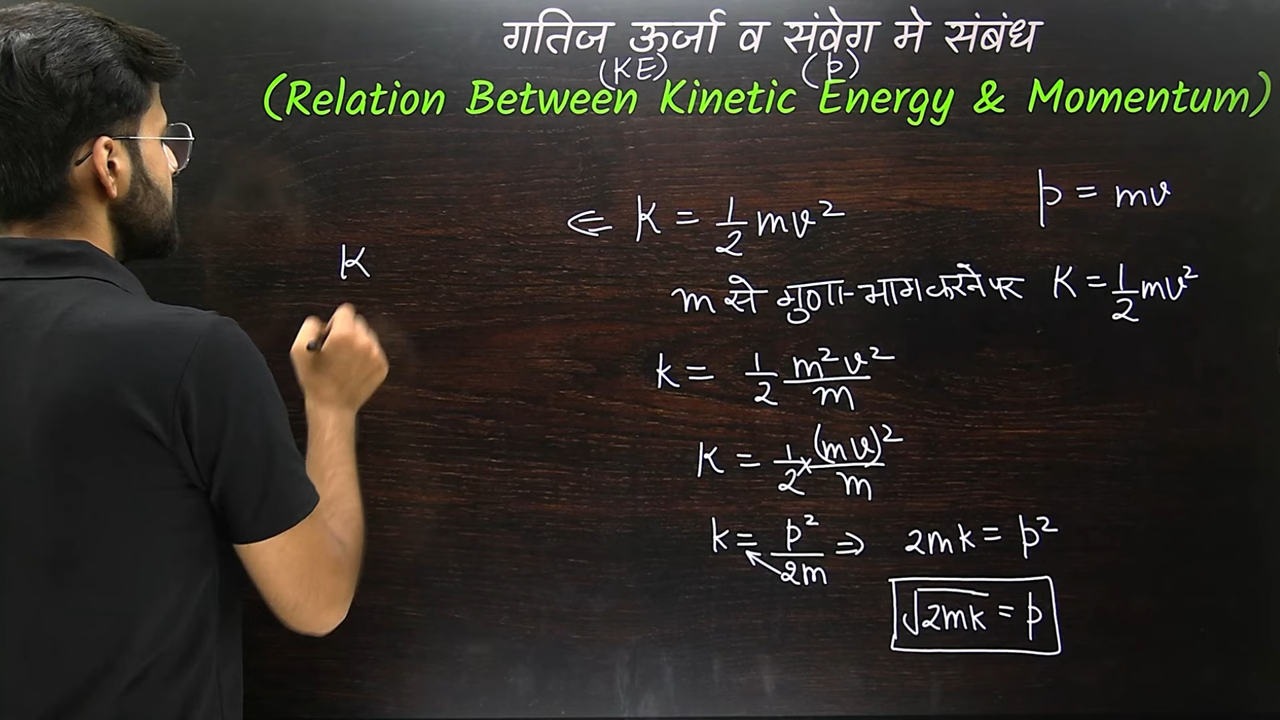 गतिज ऊर्जा व संवेग मे संबंध
(KE) (p)
(Relation Between Kinetic Energy & Momentum)
p = mv
⇐ K = 1/2 mv²
m से गुणा-भाग करने पर K = 1/2 mv²
k = 1/2 m²v²/m
K = 1/2 × (mv)²/m
k = p²/2m ⇒ 2mk = p²
√2mk = p
K